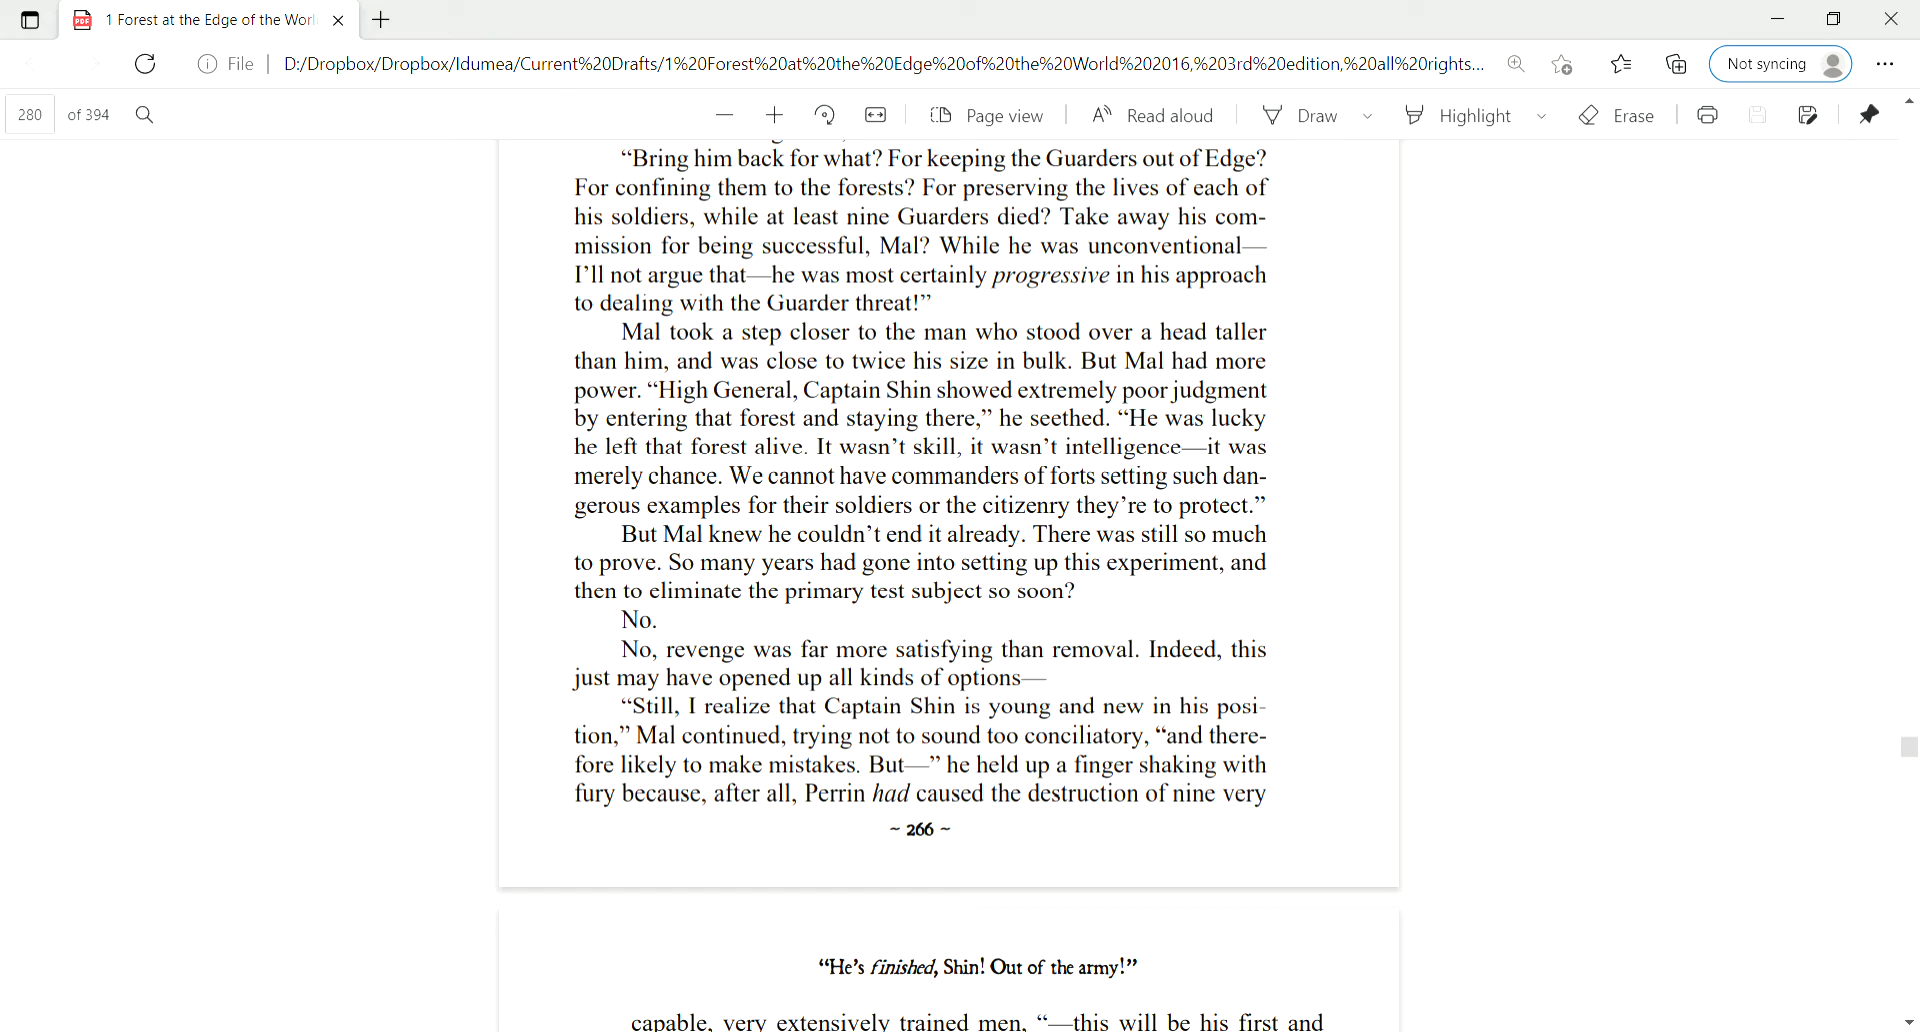 1 Forest at the Edge of the Worl
File
D:/Dropbox/Dropbox/Idumea/Current%20Drafts/1%20Forest%20at%20the%20Edge%20of%20the%20World%202016,%203rd%20edition,%20all%20rights...
Not syncing
280 of 394
Page view
Read aloud
Draw
Highlight
Erase
“Bring him back for what? For keeping the Guarders out of Edge?
For confining them to the forests? For preserving the lives of each of
his soldiers, while at least nine Guarders died? Take away his com-
mission for being successful, Mal? While he was unconventional—
I’ll not argue that—he was most certainly progressive in his approach
to dealing with the Guarder threat!”
Mal took a step closer to the man who stood over a head taller
than him, and was close to twice his size in bulk. But Mal had more
power. “High General, Captain Shin showed extremely poor judgment
by entering that forest and staying there,” he seethed. “He was lucky
he left that forest alive. It wasn’t skill, it wasn’t intelligence—it was
merely chance. We cannot have commanders of forts setting such dan-
gerous examples for their soldiers or the citizenry they’re to protect.”
But Mal knew he couldn’t end it already. There was still so much
to prove. So many years had gone into setting up this experiment, and
then to eliminate the primary test subject so soon?
No.
No, revenge was far more satisfying than removal. Indeed, this
just may have opened up all kinds of options—
“Still, I realize that Captain Shin is young and new in his posi-
tion,” Mal continued, trying not to sound too conciliatory, “and there-
fore likely to make mistakes. But—” he held up a finger shaking with
fury because, after all, Perrin had caused the destruction of nine very
~ 266 ~
“He’s finished, Shin! Out of the army!”
capable, very extensively trained men, “—this will be his first and